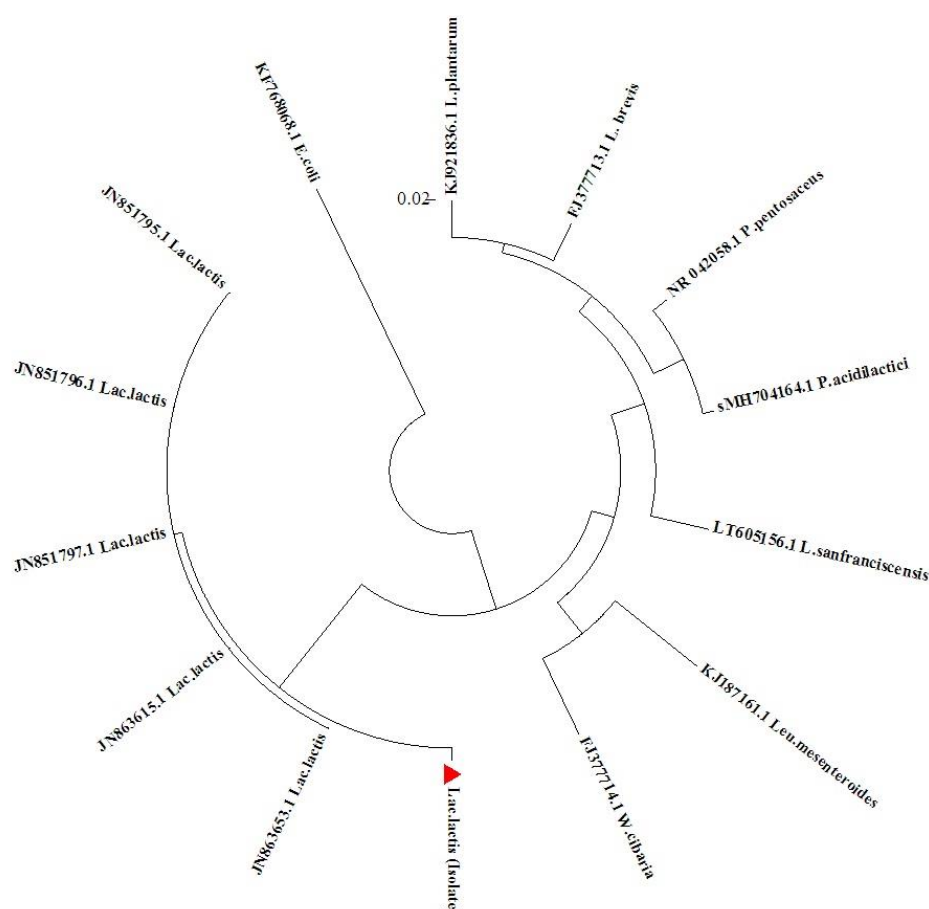 KJ921836.1 L.plantarum
FJ377713.1 L. brevis
NR 042058.1 P.pentosaceus
sMH704164.1 P.acidilactici
LT605156.1 L.sanfranciscensis
KJ187161.1 Leu.mesenteroides
FJ377714.1 W.cibaria
Lac.lactis (Isolate
JN863653.1 Lac.lactis
JN863615.1 Lac.lactis
JN851797.1 Lac.lactis
JN851796.1 Lac.lactis
JN851795.1 Lac.lactis
KF768068.1 E.coli
0.02